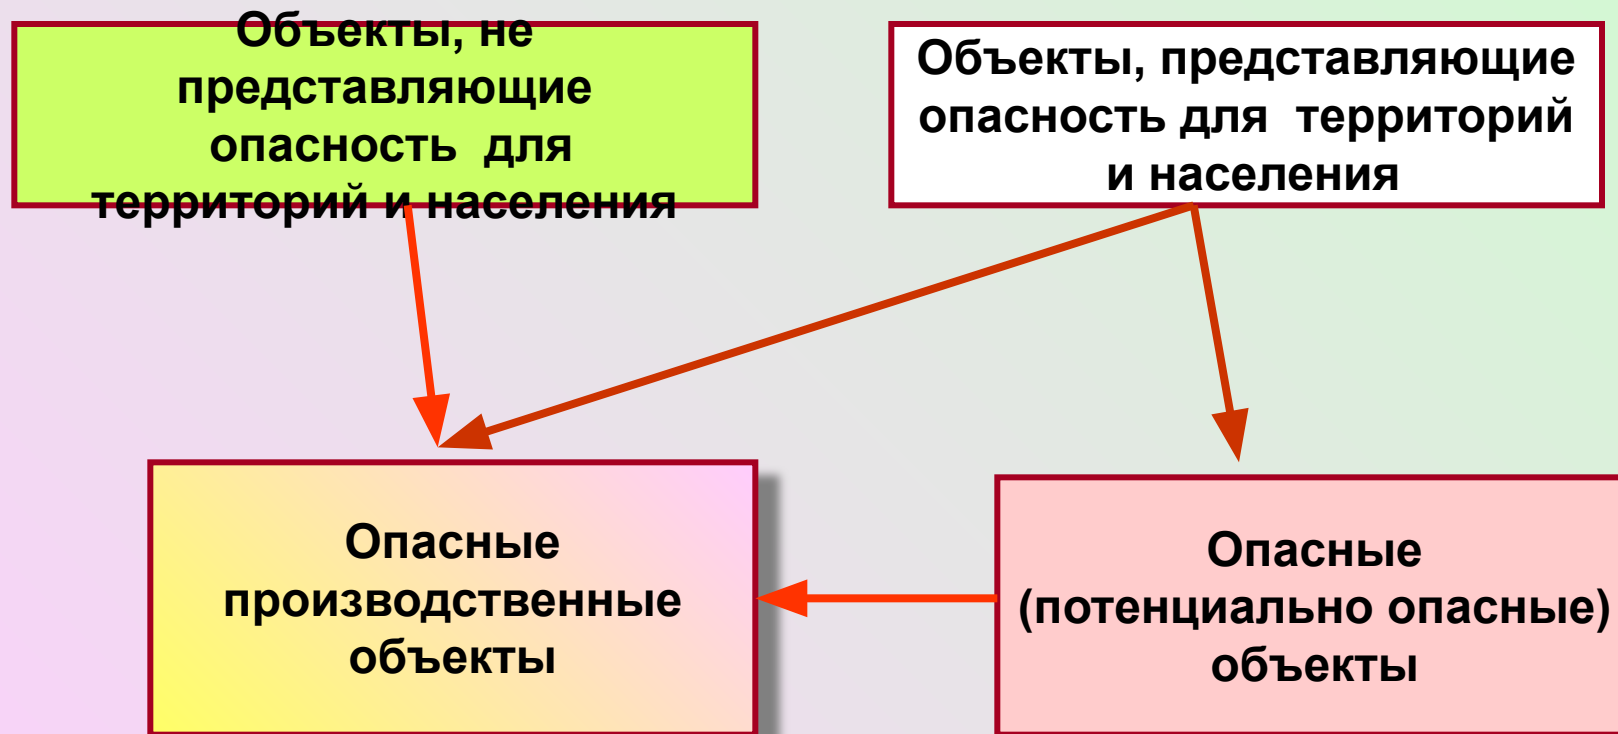 Объекты, не
представляющие
опасность для
территорий и населения
Объекты, представляющие
опасность для территорий
и населения
Опасные
производственные
объекты
Опасные
(потенциально опасные)
объекты